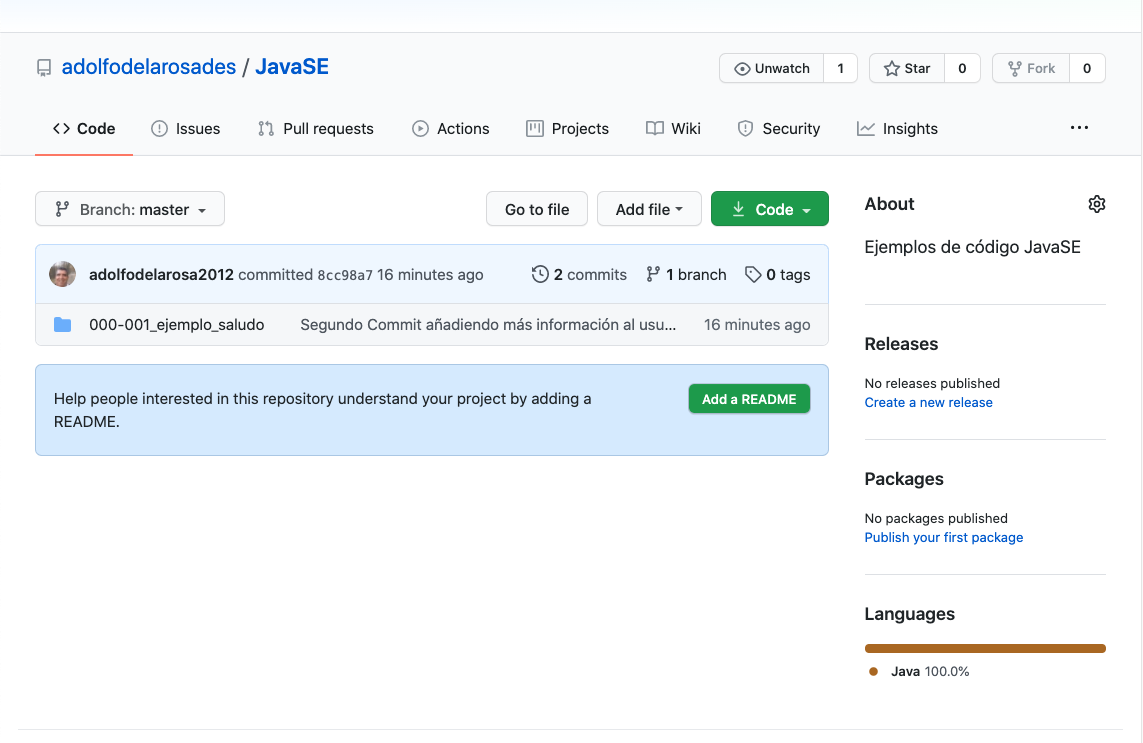 adolfodelarosades / JavaSE
Unwatch 1 Star 0 Fork 0
Code Issues Pull requests Actions Projects Wiki Security Insights ...
Branch: master Go to file Add file Code
adolfodelarosa2012 committed 8cc98a7 16 minutes ago 2 commits 1 branch 0 tags
000-001_ejemplo_saludo Segundo Commit añadiendo más información al usu... 16 minutes ago
Help people interested in this repository understand your project by adding a
README.
Add a README
About
Ejemplos de código JavaSE
Releases
No releases published
Create a new release
Packages
No packages published
Publish your first package
Languages
Java 100.0%